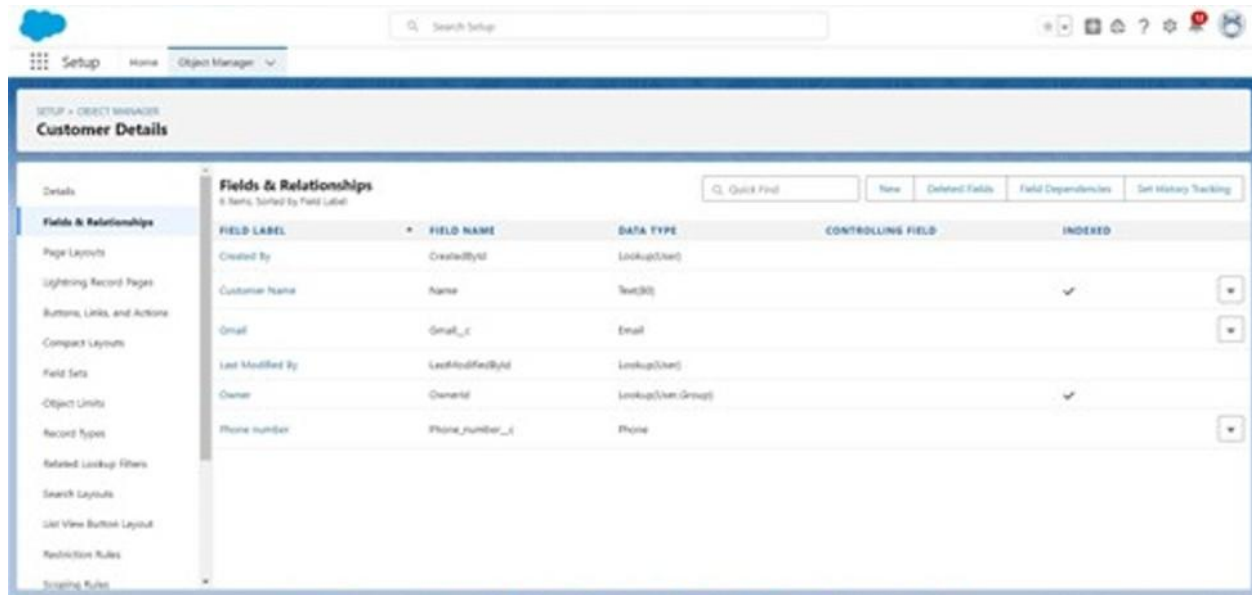 Search Setup
Setup Home Object Manager
SETUP > OBJECT MANAGER
Customer Details
Details
Fields & Relationships
Page Layouts
Lightning Record Pages
Buttons, Links, and Actions
Compact Layouts
Field Sets
Object Limits
Record Types
Related Lookup Filters
Search Layouts
List View Button Layout
Restriction Rules
Scoping Rules
Fields & Relationships
6 Items, Sorted by Field Label
Quick Find New Deleted Fields Field Dependencies Set History Tracking
FIELD LABEL FIELD NAME DATA TYPE CONTROLLING FIELD INDEXED
Created By CreatedById Lookup(User)
Customer Name Name Text(80)
Gmail Gmail__c Email
Last Modified By LastModifiedById Lookup(User)
Owner OwnerId Lookup(User,Group)
Phone number Phone_number__c Phone